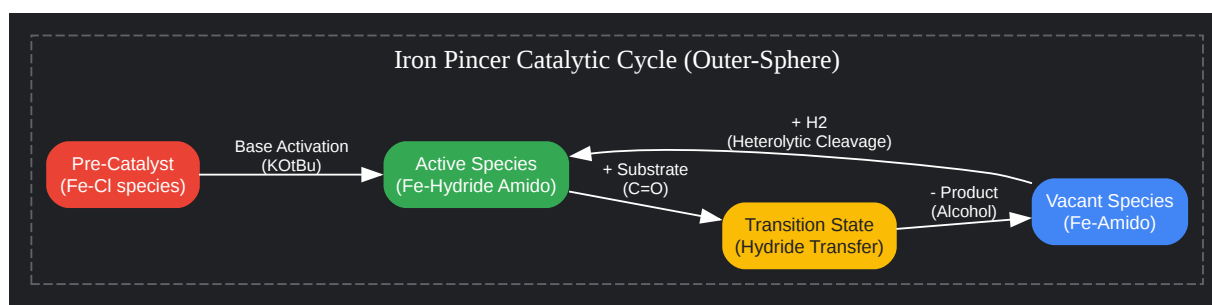 Iron Pincer Catalytic Cycle (Outer-Sphere)
Pre-Catalyst
(Fe-Cl species)
Base Activation
(KOtBu)
Active Species
(Fe-Hydride Amido)
+ H2
(Heterolytic Cleavage)
+ Substrate
(C=O)
Transition State
(Hydride Transfer)
- Product
(Alcohol)
Vacant Species
(Fe-Amido)